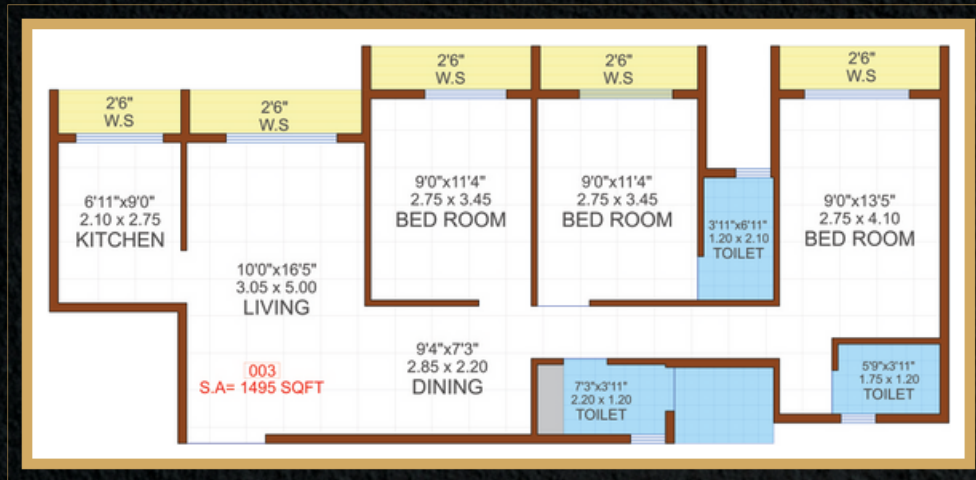 2'6"
W.S
2'6"
W.S
2'6"
W.S
2'6"
W.S
2'6"
W.S
6'11"x9'0"
2.10 x 2.75
KITCHEN
10'0"x16'5"
3.05 x 5.00
LIVING
9'0"x11'4"
2.75 x 3.45
BED ROOM
9'0"x11'4"
2.75 x 3.45
BED ROOM
3'11"x6'11"
1.20 x 2.10
TOILET
9'0"x13'5"
2.75 x 4.10
BED ROOM
9'4"x7'3"
2.85 x 2.20
DINING
003
S.A= 1495 SQFT
7'3"x3'11"
2.20 x 1.20
TOILET
5'9"x3'11"
1.75 x 1.20
TOILET